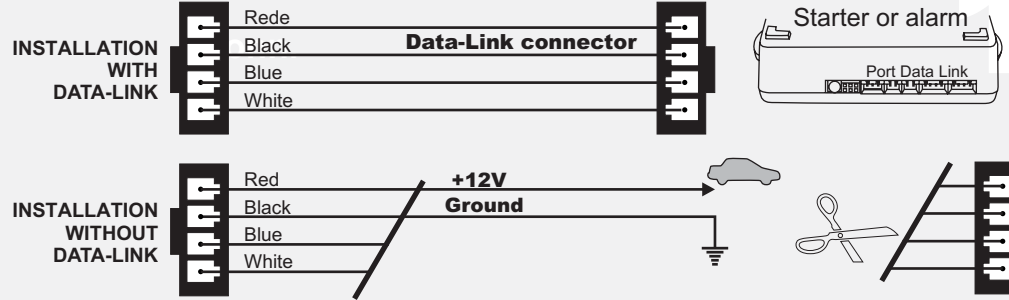 INSTALLATION
WITH
DATA-LINK
Rede
Black
Blue
White
Data-Link connector
Starter or alarm
Port Data Link
INSTALLATION
WITHOUT
DATA-LINK
Red
Black
Blue
White
+12V
Ground